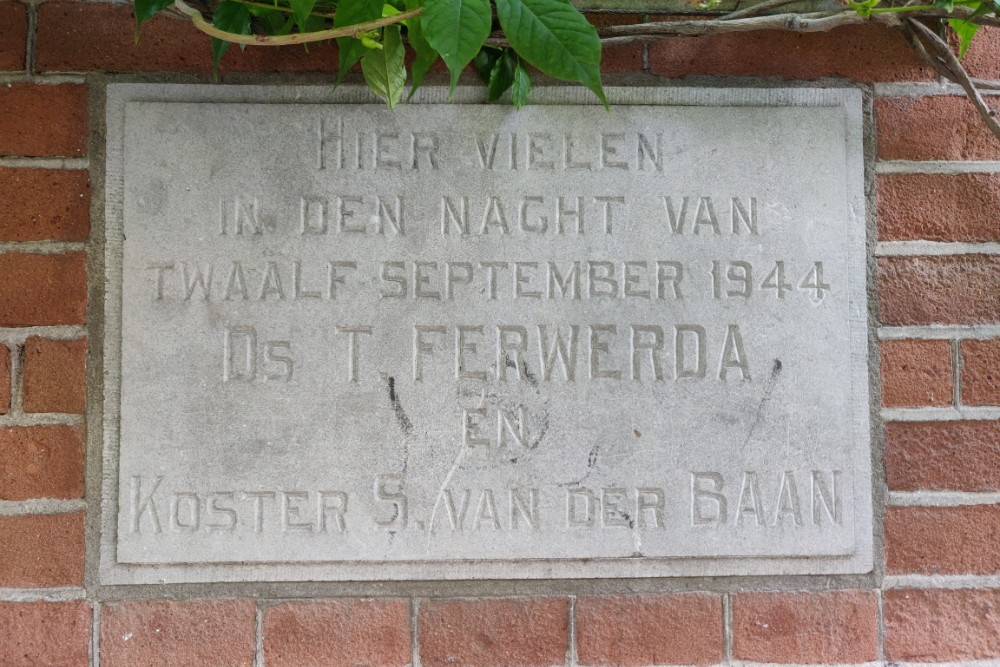 HIER VIELEN
IN DEN NACHT VAN
TWAALF SEPTEMBER 1944
DS T. FERWERDA
EN
KOSTER S. VAN DER BAAN